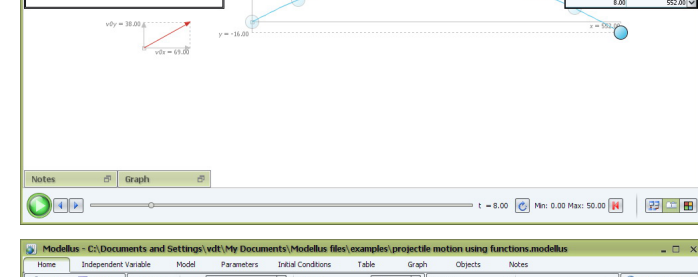 8.00 552.00
v0y = 38.00
x = 552.00
y = -16.00
v0x = 69.00
Notes Graph
t = 8.00 Min: 0.00 Max: 50.00
Modellus - C:\Documents and Settings\vdt\My Documents\Modellus files\examples\projectile motion using functions.modellus
Home Independent Variable Model Parameters Initial Conditions Table Graph Objects Notes